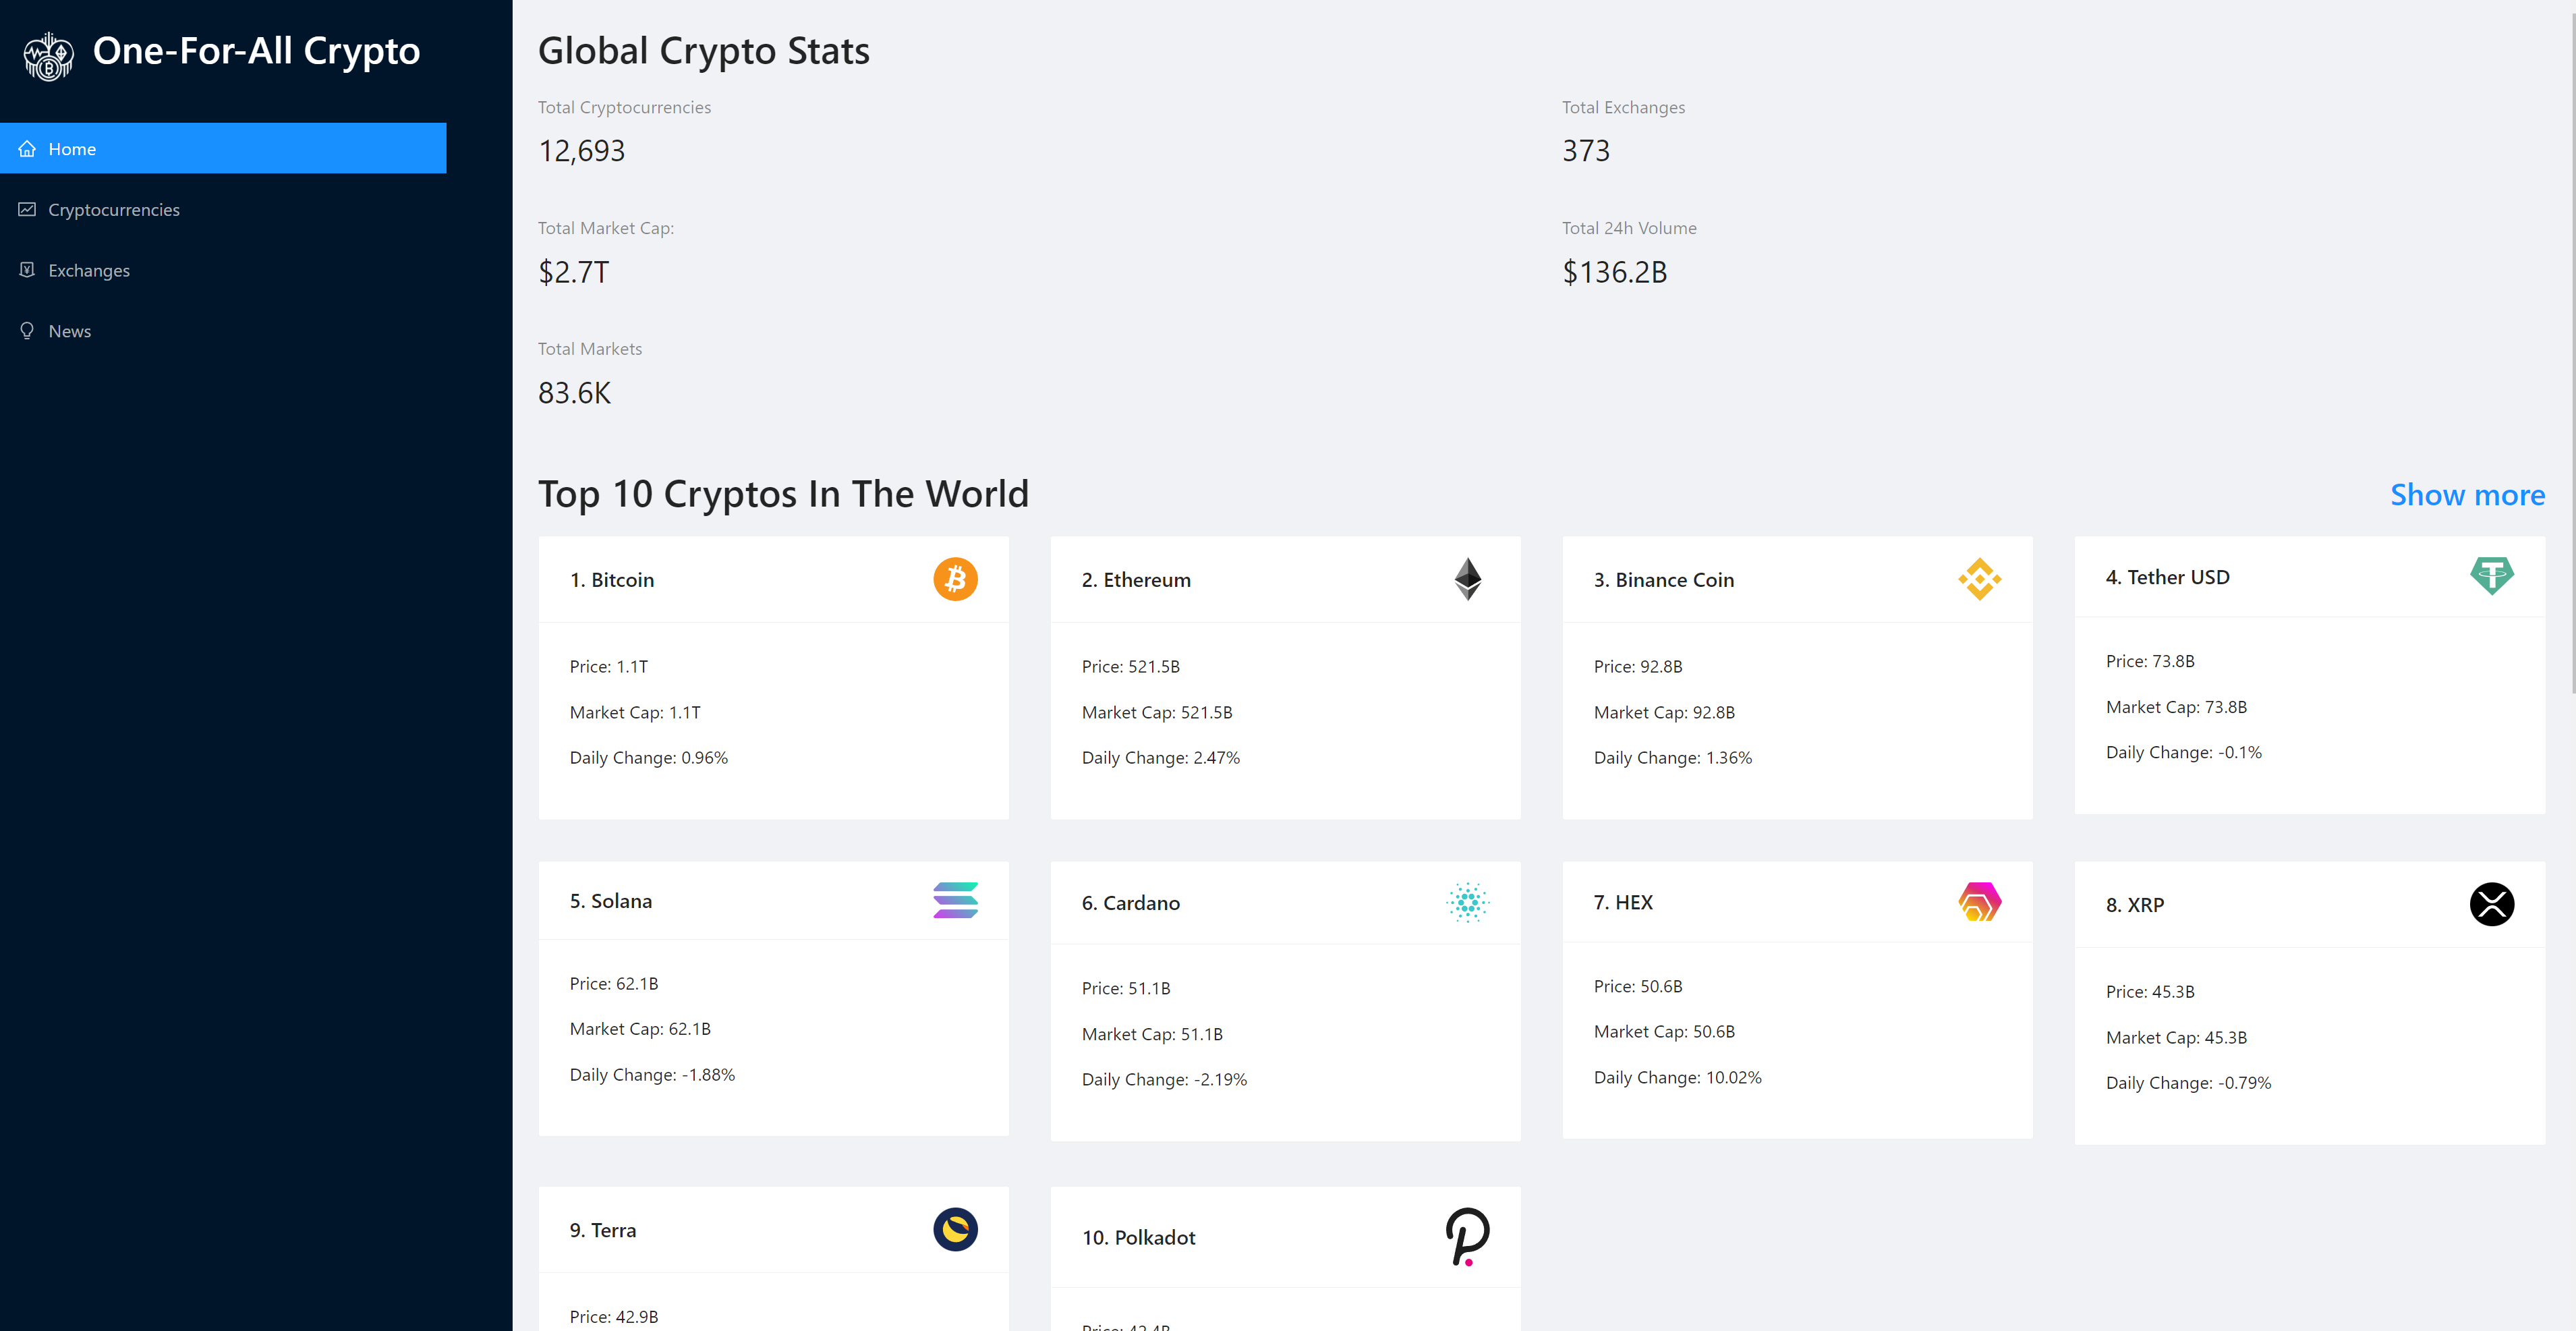 One-For-All Crypto
Home
Cryptocurrencies
Exchanges
News
Global Crypto Stats
Total Cryptocurrencies
12,693
Total Exchanges
373
Total Market Cap:
$2.7T
Total 24h Volume
$136.2B
Total Markets
83.6K
Top 10 Cryptos In The World
Show more
1. Bitcoin
Price: 1.1T
Market Cap: 1.1T
Daily Change: 0.96%
2. Ethereum
Price: 521.5B
Market Cap: 521.5B
Daily Change: 2.47%
3. Binance Coin
Price: 92.8B
Market Cap: 92.8B
Daily Change: 1.36%
4. Tether USD
Price: 73.8B
Market Cap: 73.8B
Daily Change: -0.1%
5. Solana
Price: 62.1B
Market Cap: 62.1B
Daily Change: -1.88%
6. Cardano
Price: 51.1B
Market Cap: 51.1B
Daily Change: -2.19%
7. HEX
Price: 50.6B
Market Cap: 50.6B
Daily Change: 10.02%
8. XRP
Price: 45.3B
Market Cap: 45.3B
Daily Change: -0.79%
9. Terra
Price: 42.9B
10. Polkadot
Price: 42.4B